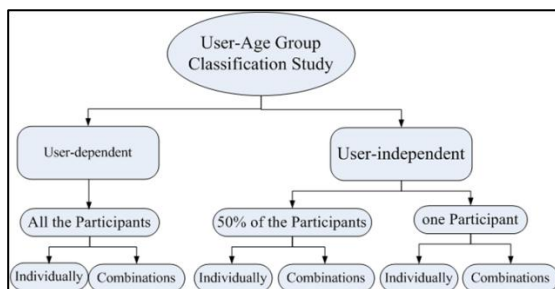 User-Age Group
Classification Study
User-dependent
User-independent
All the Participants
50% of the Participants
one Participant
Individually
Combinations
Individually
Combinations
Individually
Combinations